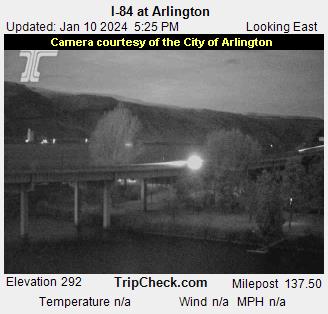 I-84 at Arlington
Updated: Jan 10 2024 5:25 PM Looking East
Camera courtesy of the City of Arlington
Elevation 292 TripCheck.com Milepost 137.50
Temperature n/a Wind n/a MPH n/a